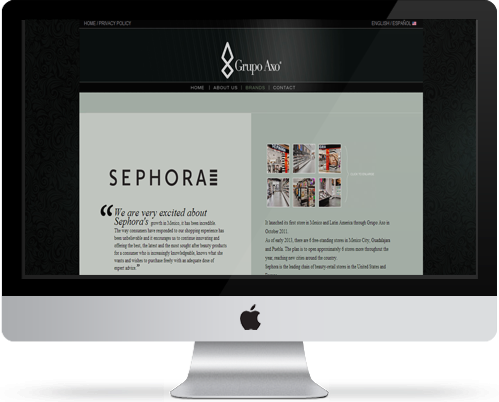 HOME / PRIVACY POLICY
ENGLISH / ESPAÑOL
Grupo Axo®
HOME | ABOUT US | BRANDS | CONTACT
SEPHORA
“We are very excited about
Sephora's growth in Mexico, it has been incredible.
The way consumers have responded to our shopping experience has
been unbelievable and it encourages us to continue innovating and
offering the best, the latest and the most sought after beauty products
for a consumer who is increasingly knowledgeable, knows what she
wants and wishes to purchase freely with an adequate dose of
expert advice.”
It launched its first store in Mexico and Latin America through Grupo Axo in
October 2011.
As of early 2013, there are 6 free-standing stores in Mexico City, Guadalajara
and Puebla. The plan is to open approximately 6 stores more throughout the
year, reaching new cities around the country.
Sephora is the leading chain of beauty-retail stores in the United States and